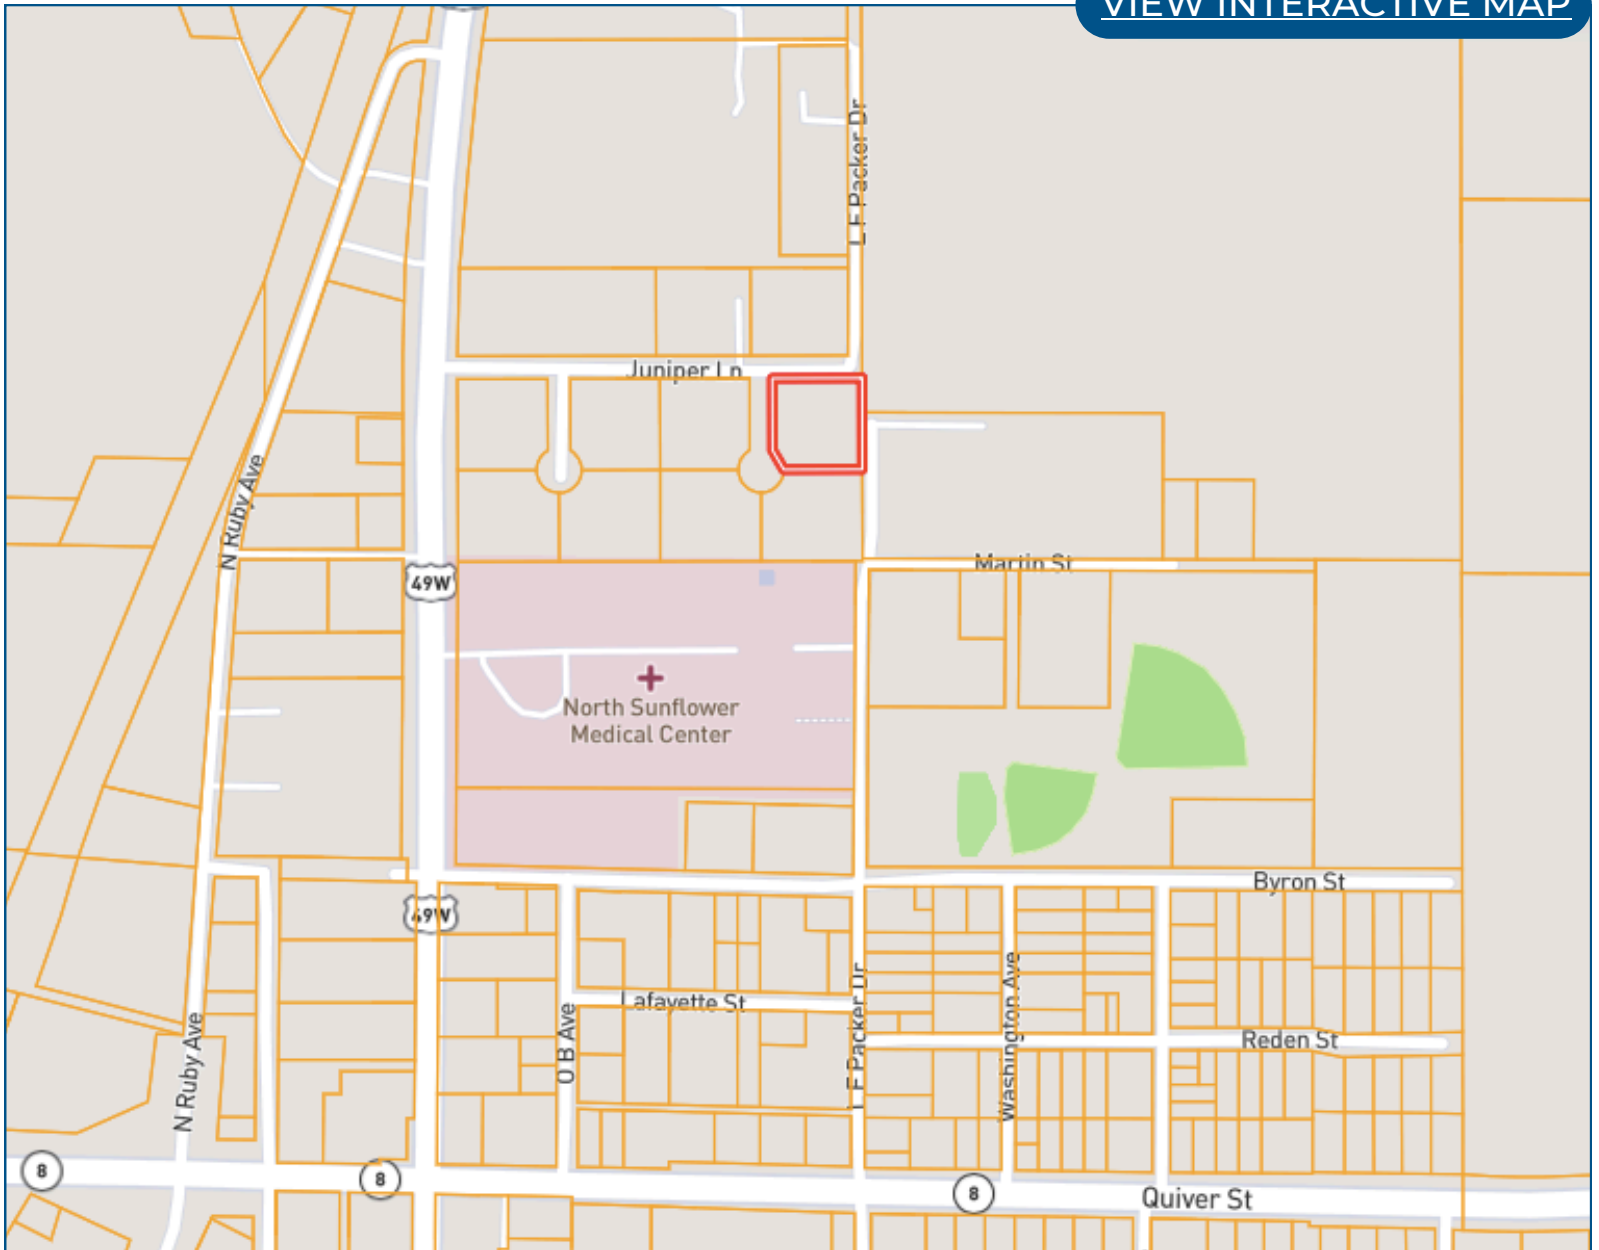 VIEW INTERACTIVE MAP
L F Packer Dr
Juniper Ln
N Ruby Ave
49W
Martin St
North Sunflower
Medical Center
Byron St
49W
Lafayette St
O B Ave
L F Packer Dr
Washington Ave
Reden St
N Ruby Ave
8
8
8
Quiver St